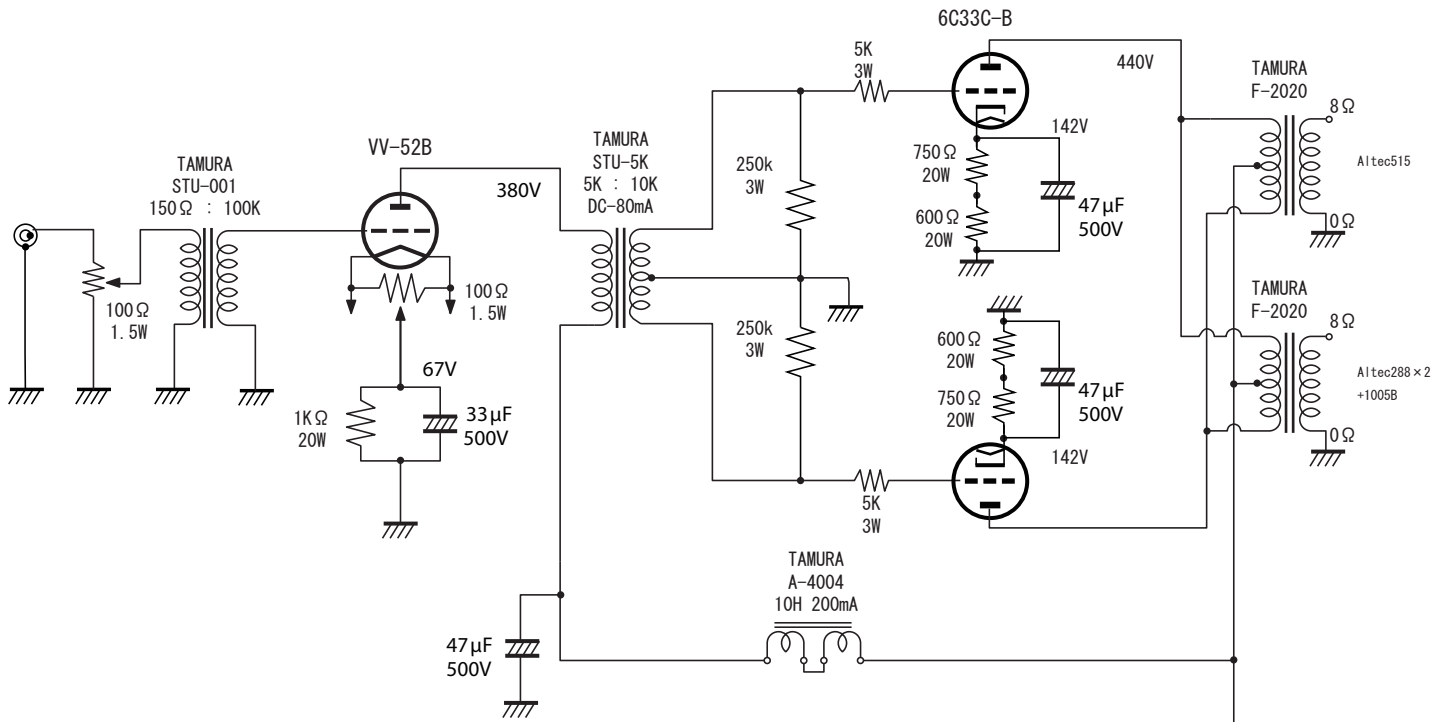 6C33C-B
5K
3W
440V
TAMURA
F-2020
8Ω
Altec515
0Ω
VV-52B
TAMURA
STU-001
150Ω : 100K
380V
TAMURA
STU-5K
5K : 10K
DC-80mA
250k
3W
142V
750Ω
20W
600Ω
20W
47μF
500V
100Ω
1.5W
100Ω
1.5W
67V
1KΩ
20W
33μF
500V
250k
3W
600Ω
20W
750Ω
20W
47μF
500V
142V
5K
3W
TAMURA
F-2020
8Ω
Altec288×2
+1005B
0Ω
TAMURA
A-4004
10H 200mA
47μF
500V